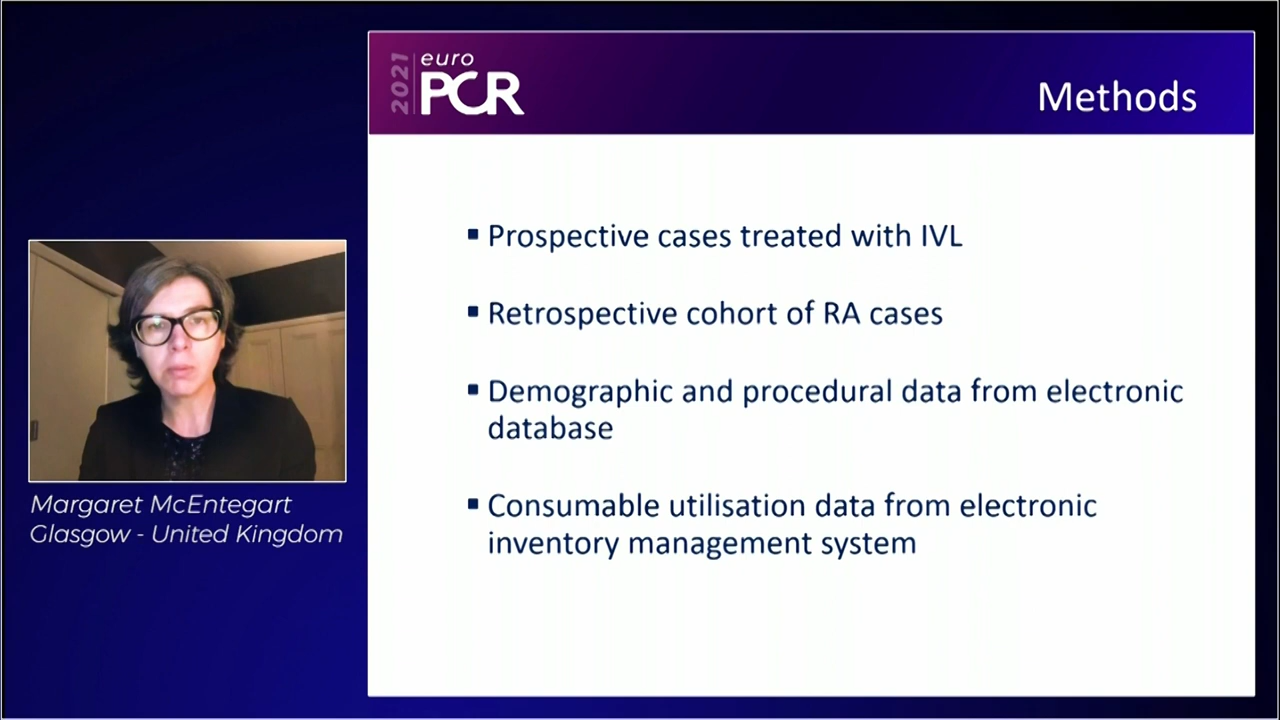 2021
euro
PCR
Methods
▪ Prospective cases treated with IVL
▪ Retrospective cohort of RA cases
▪ Demographic and procedural data from electronic
database
▪ Consumable utilisation data from electronic
inventory management system
Margaret McEntegart
Glasgow - United Kingdom